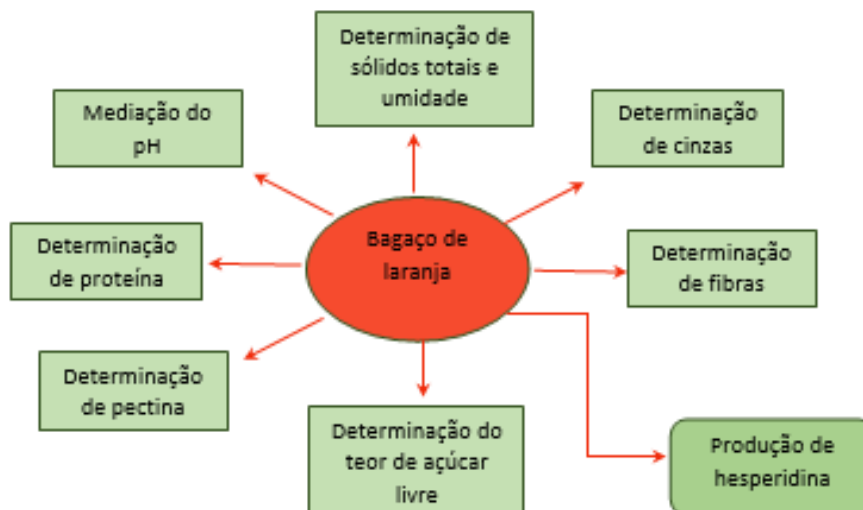 Determinação de
sólidos totais e
umidade
Mediação do
pH
Determinação
de cinzas
Determinação
de proteína
Bagaço de
laranja
Determinação
de fibras
Determinação
de pectina
Determinação do
teor de açúcar
livre
Produção de
hesperidina